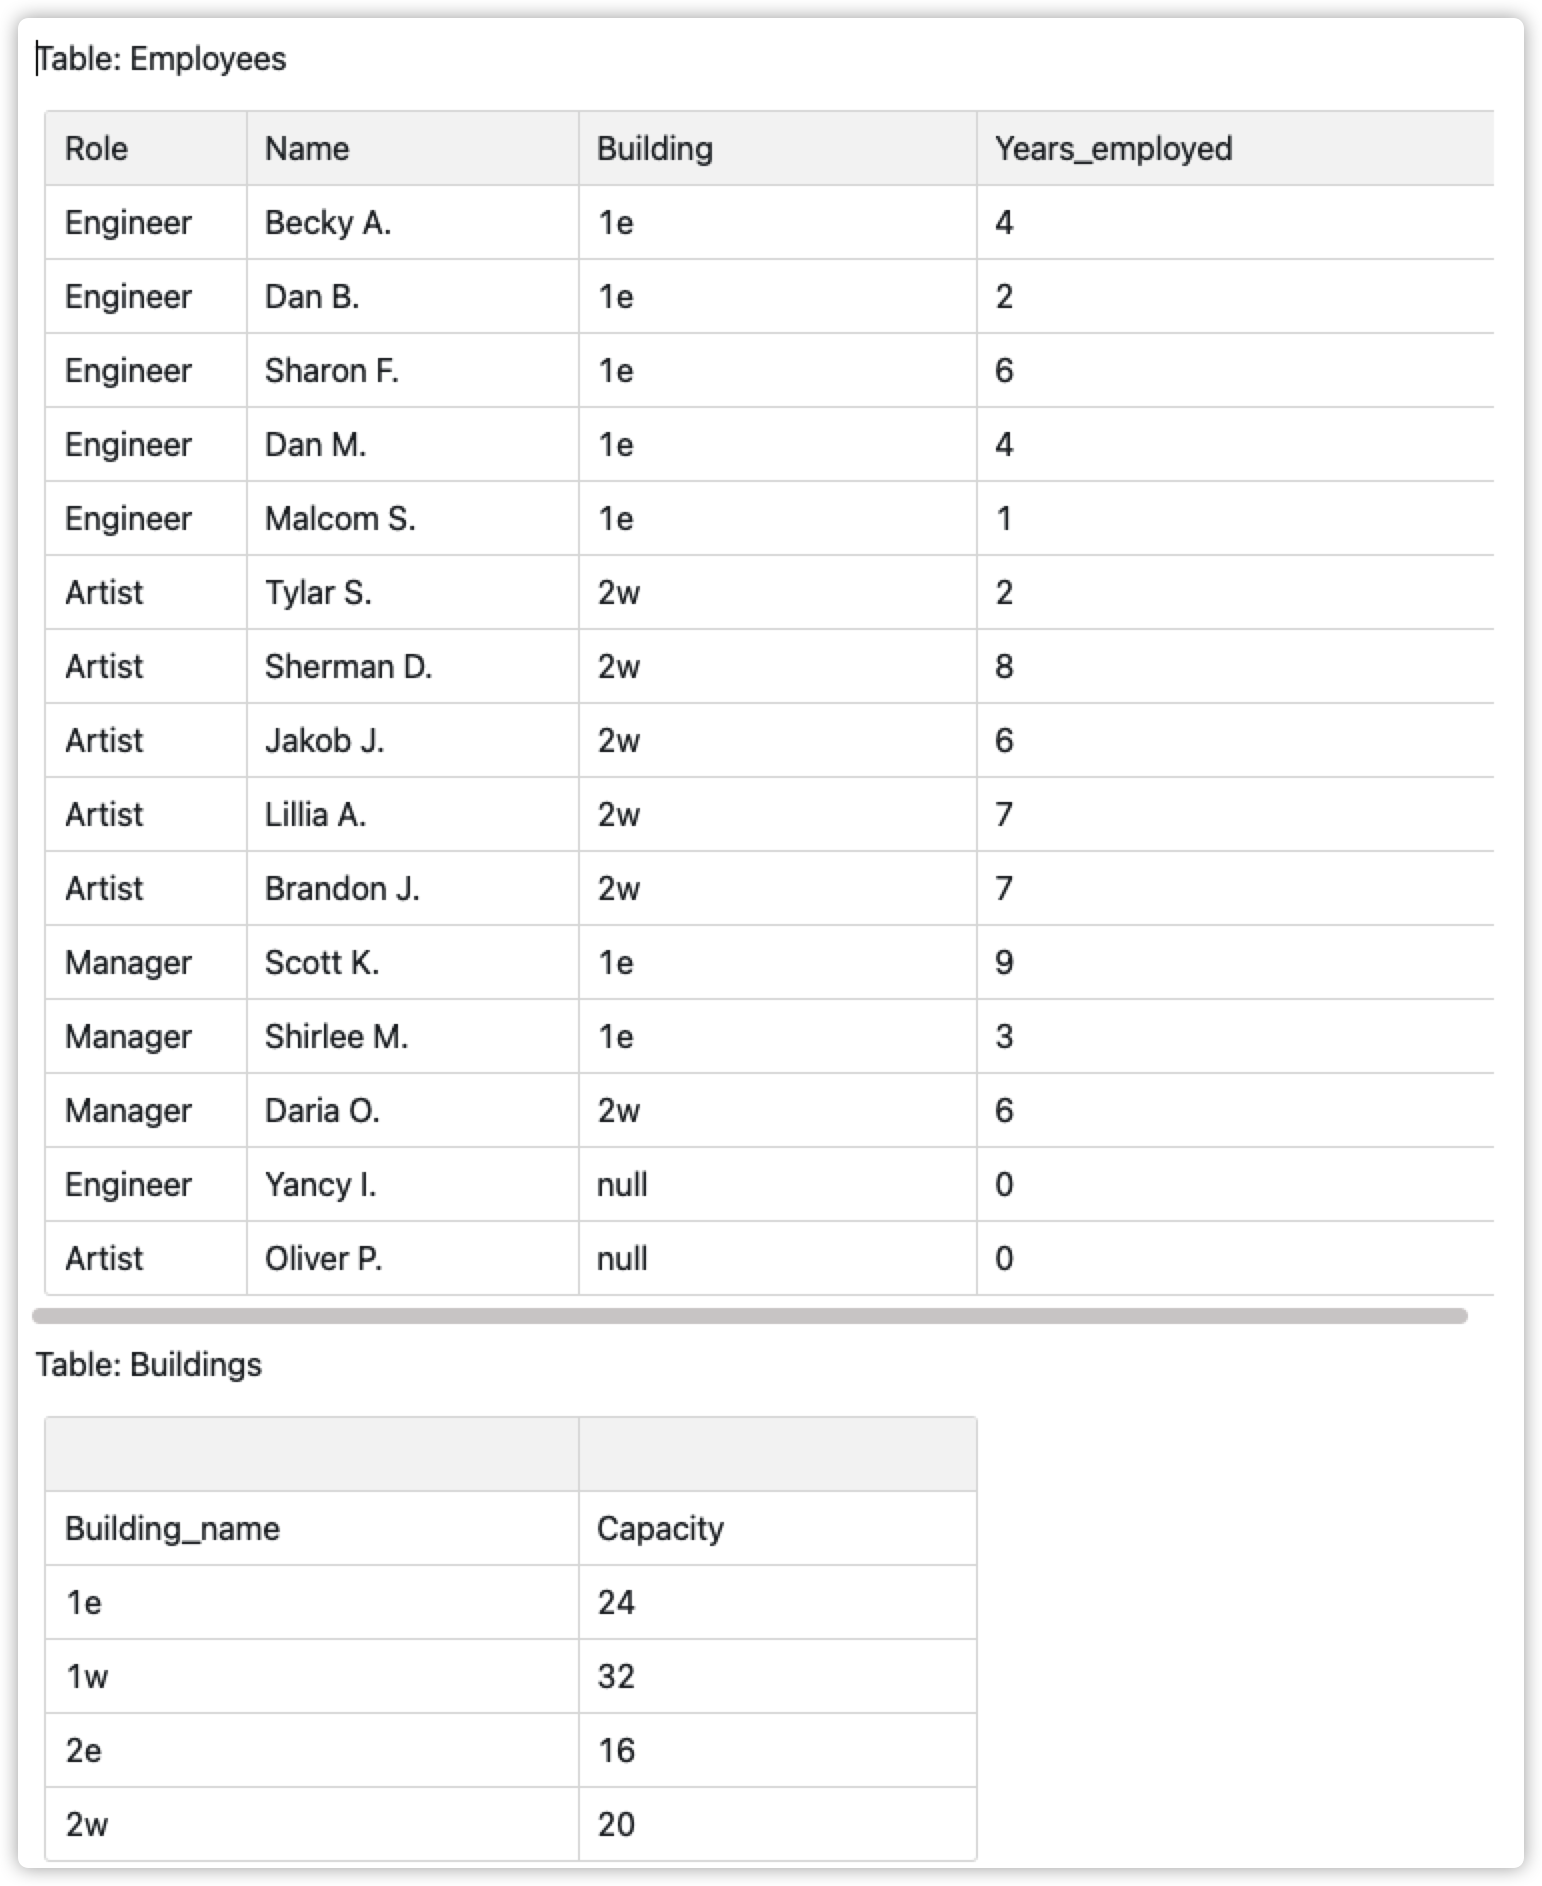 Table: Employees
Role Name Building Years_employed
Engineer Becky A. 1e 4
Engineer Dan B. 1e 2
Engineer Sharon F. 1e 6
Engineer Dan M. 1e 4
Engineer Malcom S. 1e 1
Artist Tylar S. 2w 2
Artist Sherman D. 2w 8
Artist Jakob J. 2w 6
Artist Lillia A. 2w 7
Artist Brandon J. 2w 7
Manager Scott K. 1e 9
Manager Shirlee M. 1e 3
Manager Daria O. 2w 6
Engineer Yancy I. null 0
Artist Oliver P. null 0
Table: Buildings
Building_name Capacity
1e 24
1w 32
2e 16
2w 20